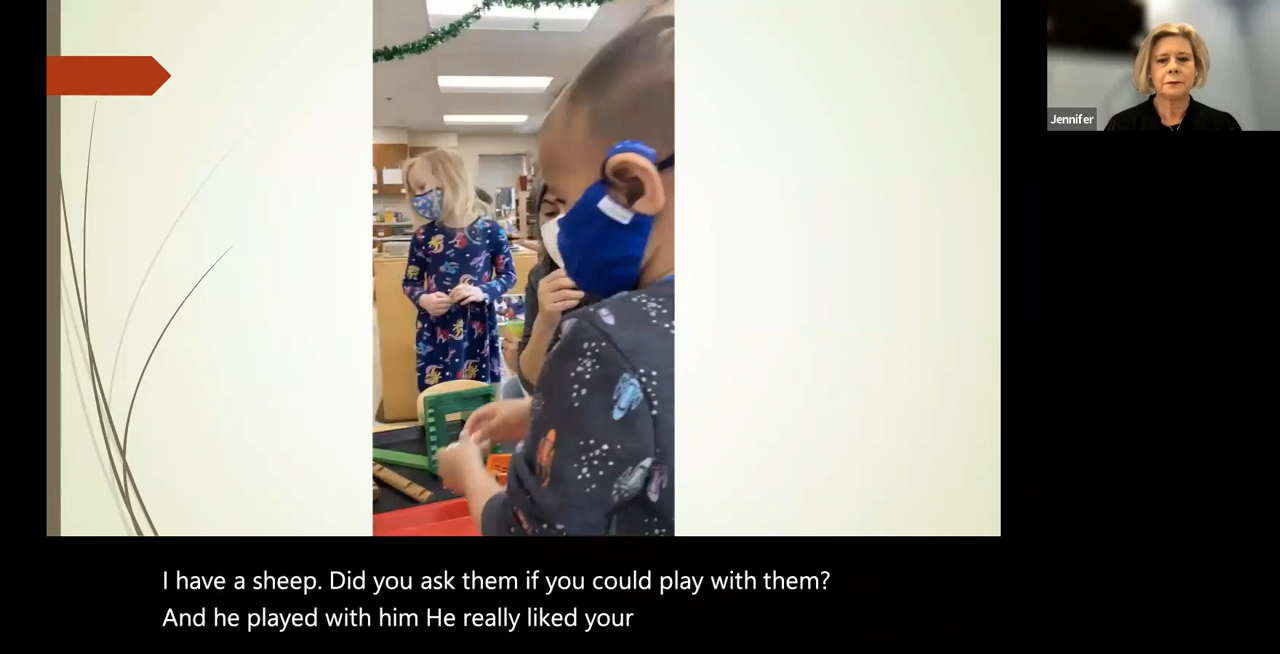 Jennifer
I have a sheep. Did you ask them if you could play with them?
And he played with him He really liked your